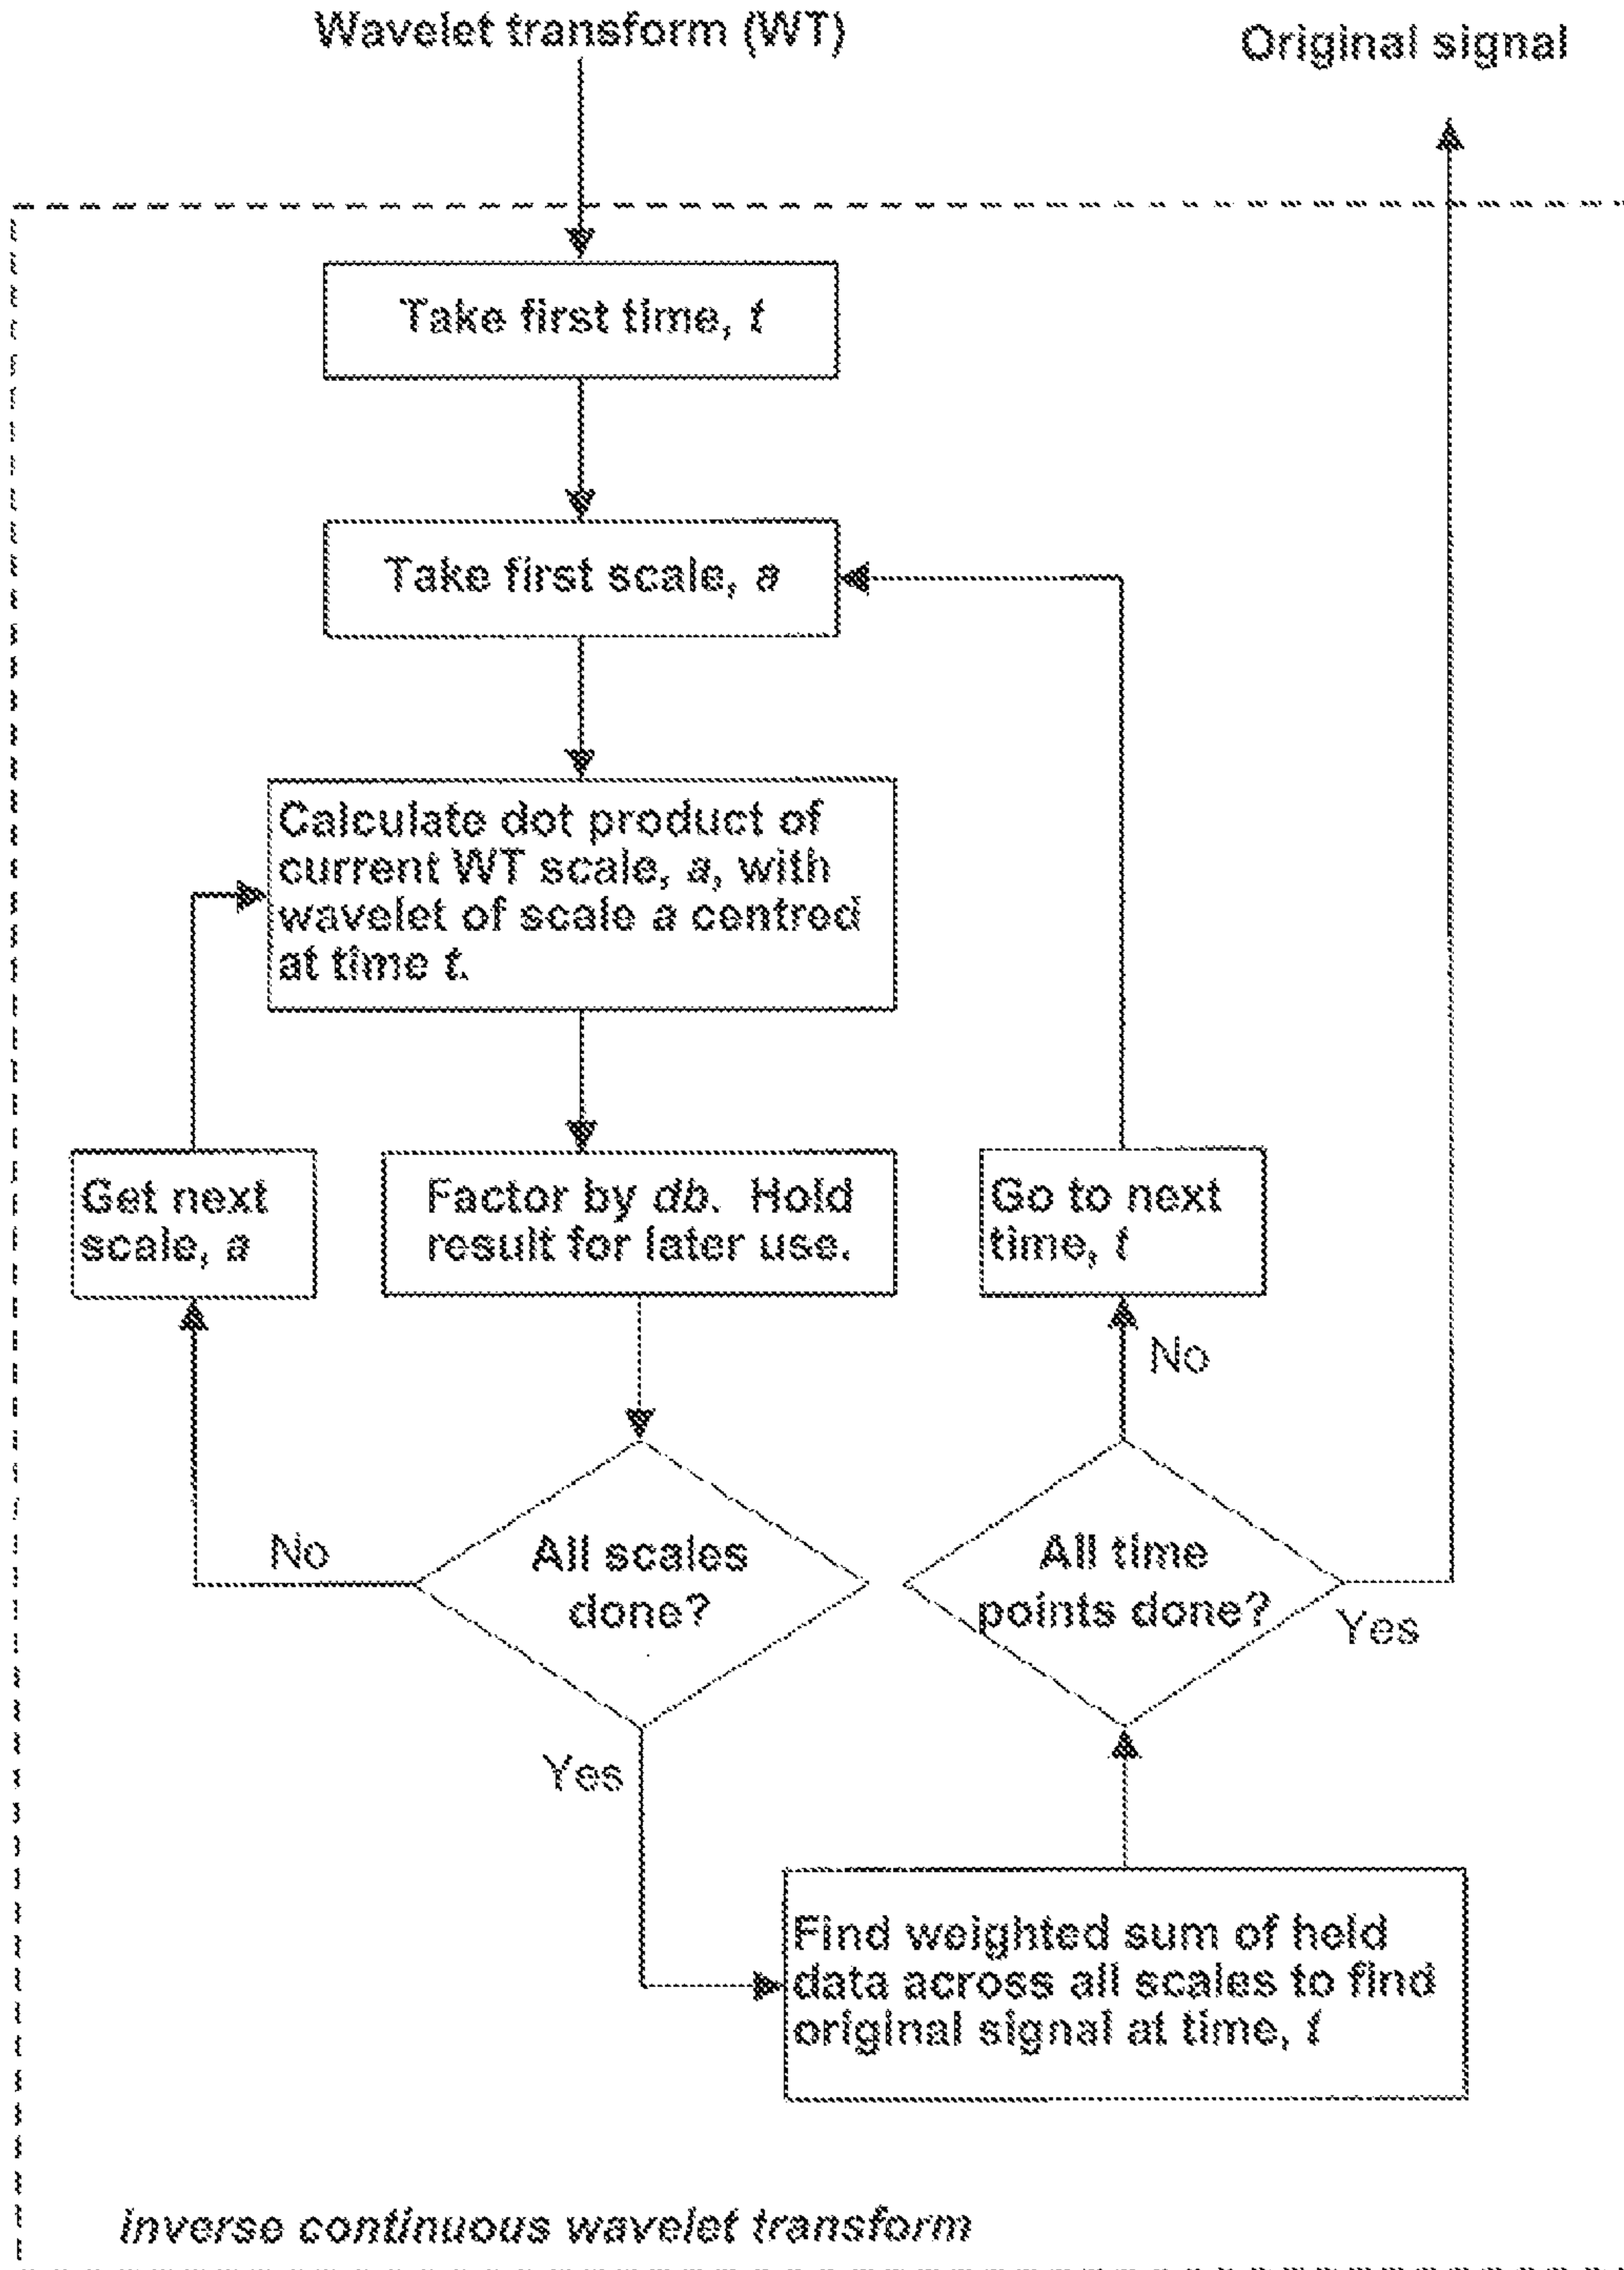 Wavelet transform (WT)
Original signal
Take first time, t
Take first scale, a
Calculate dot product of
current WT scale, a, with
wavelet of scale a centred
at time t.
Get next
scale, a
Factor by db. Hold
result for later use.
Go to next
time, t
No
No
All scales
done?
All time
points done?
Yes
Yes
Find weighted sum of held
data across all scales to find
original signal at time, t
inverse continuous wavelet transform